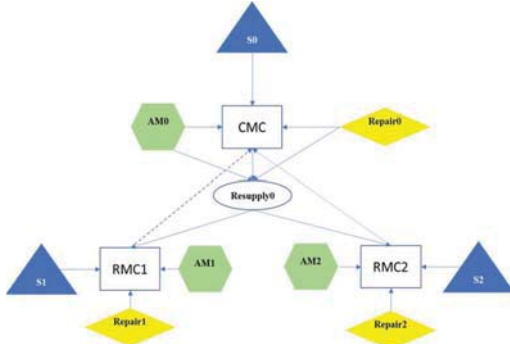 S0
AM0
CMC
Repair0
Resupply0
S1
RMC1
AM1
AM2
RMC2
S2
Repair1
Repair2